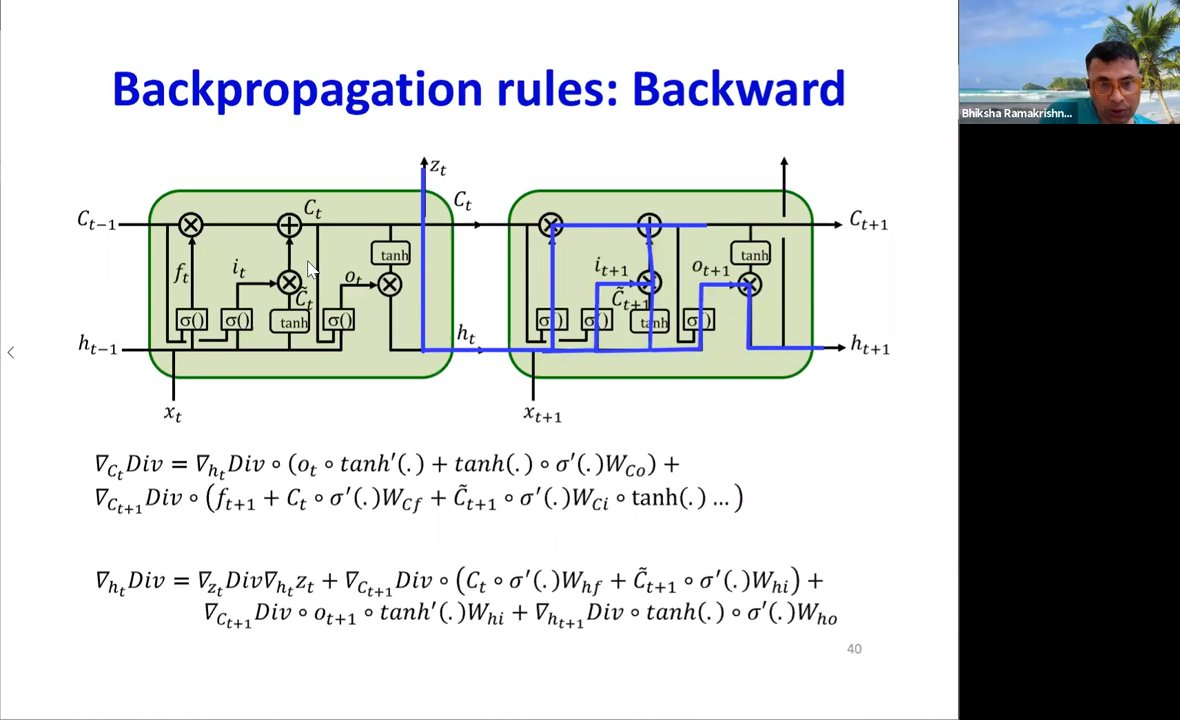 Backpropagation rules: Backward
Bhiksha Ramakrishn...
z_t
C_{t−1} C_t C_t C_{t+1}
tanh tanh
f_t i_t o_t i_{t+1} o_{t+1}
C̃_t C̃_{t+1}
σ() σ() tanh σ() σ() σ() tanh σ()
h_{t−1} h_t h_{t+1}
x_t x_{t+1}
∇_{C_t}Div = ∇_{h_t}Div ∘ (o_t ∘ tanh′(.) + tanh(.) ∘ σ′(.)W_{Co}) +
∇_{C_{t+1}}Div ∘ (f_{t+1} + C_t ∘ σ′(.)W_{Cf} + C̃_{t+1} ∘ σ′(.)W_{Ci} ∘ tanh(.) …)
∇_{h_t}Div = ∇_{z_t}Div∇_{h_t}z_t + ∇_{C_{t+1}}Div ∘ (C_t ∘ σ′(.)W_{hf} + C̃_{t+1} ∘ σ′(.)W_{hi}) +
∇_{C_{t+1}}Div ∘ o_{t+1} ∘ tanh′(.)W_{hi} + ∇_{h_{t+1}}Div ∘ tanh(.) ∘ σ′(.)W_{ho}
40